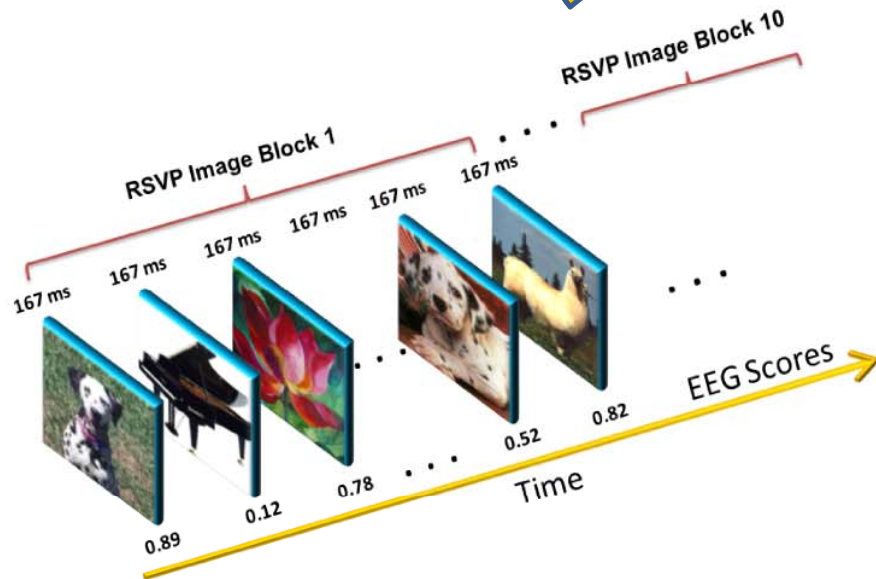 RSVP Image Block 10
RSVP Image Block 1
167 ms
167 ms
167 ms
167 ms
167 ms
167 ms
0.89
0.12
0.78
0.52
0.82
EEG Scores
Time